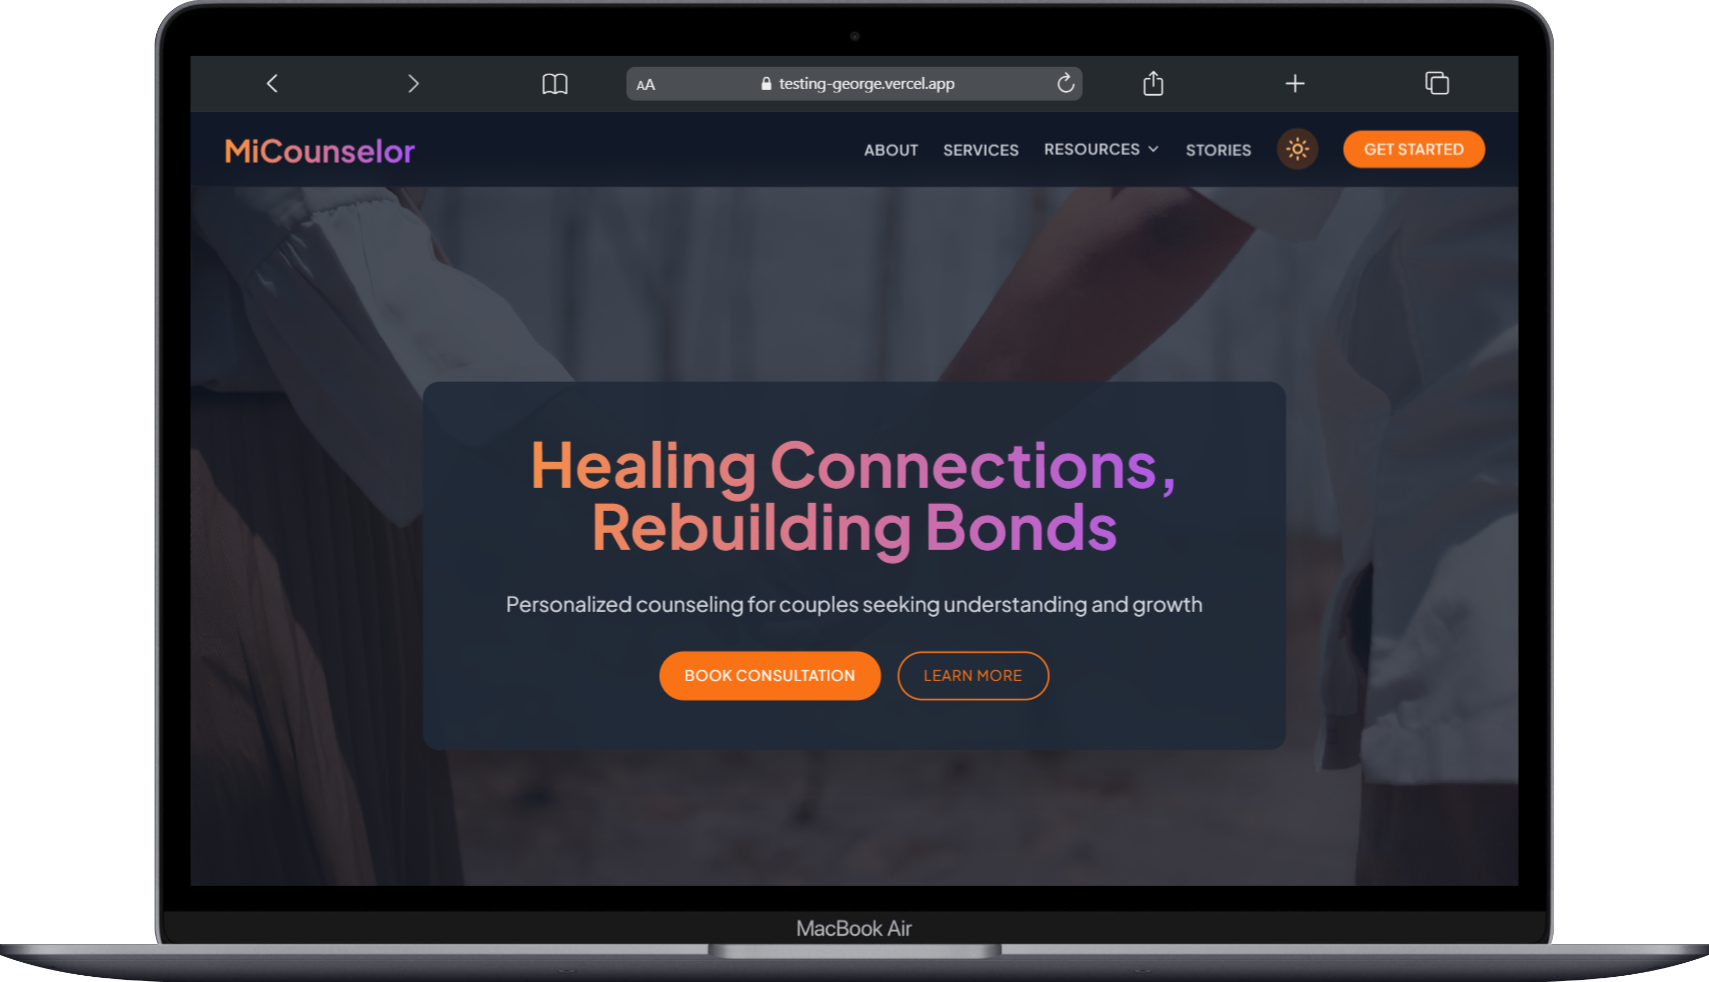 AA testing-george.vercel.app
MiCounselor ABOUT SERVICES RESOURCES STORIES GET STARTED
Healing Connections,
Rebuilding Bonds
Personalized counseling for couples seeking understanding and growth
BOOK CONSULTATION LEARN MORE
MacBook Air